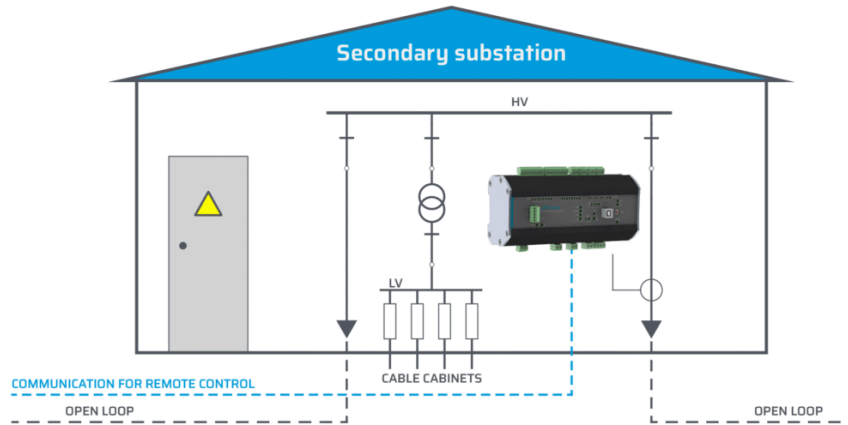 Secondary substation
HV
LV
CABLE CABINETS
COMMUNICATION FOR REMOTE CONTROL
OPEN LOOP
OPEN LOOP